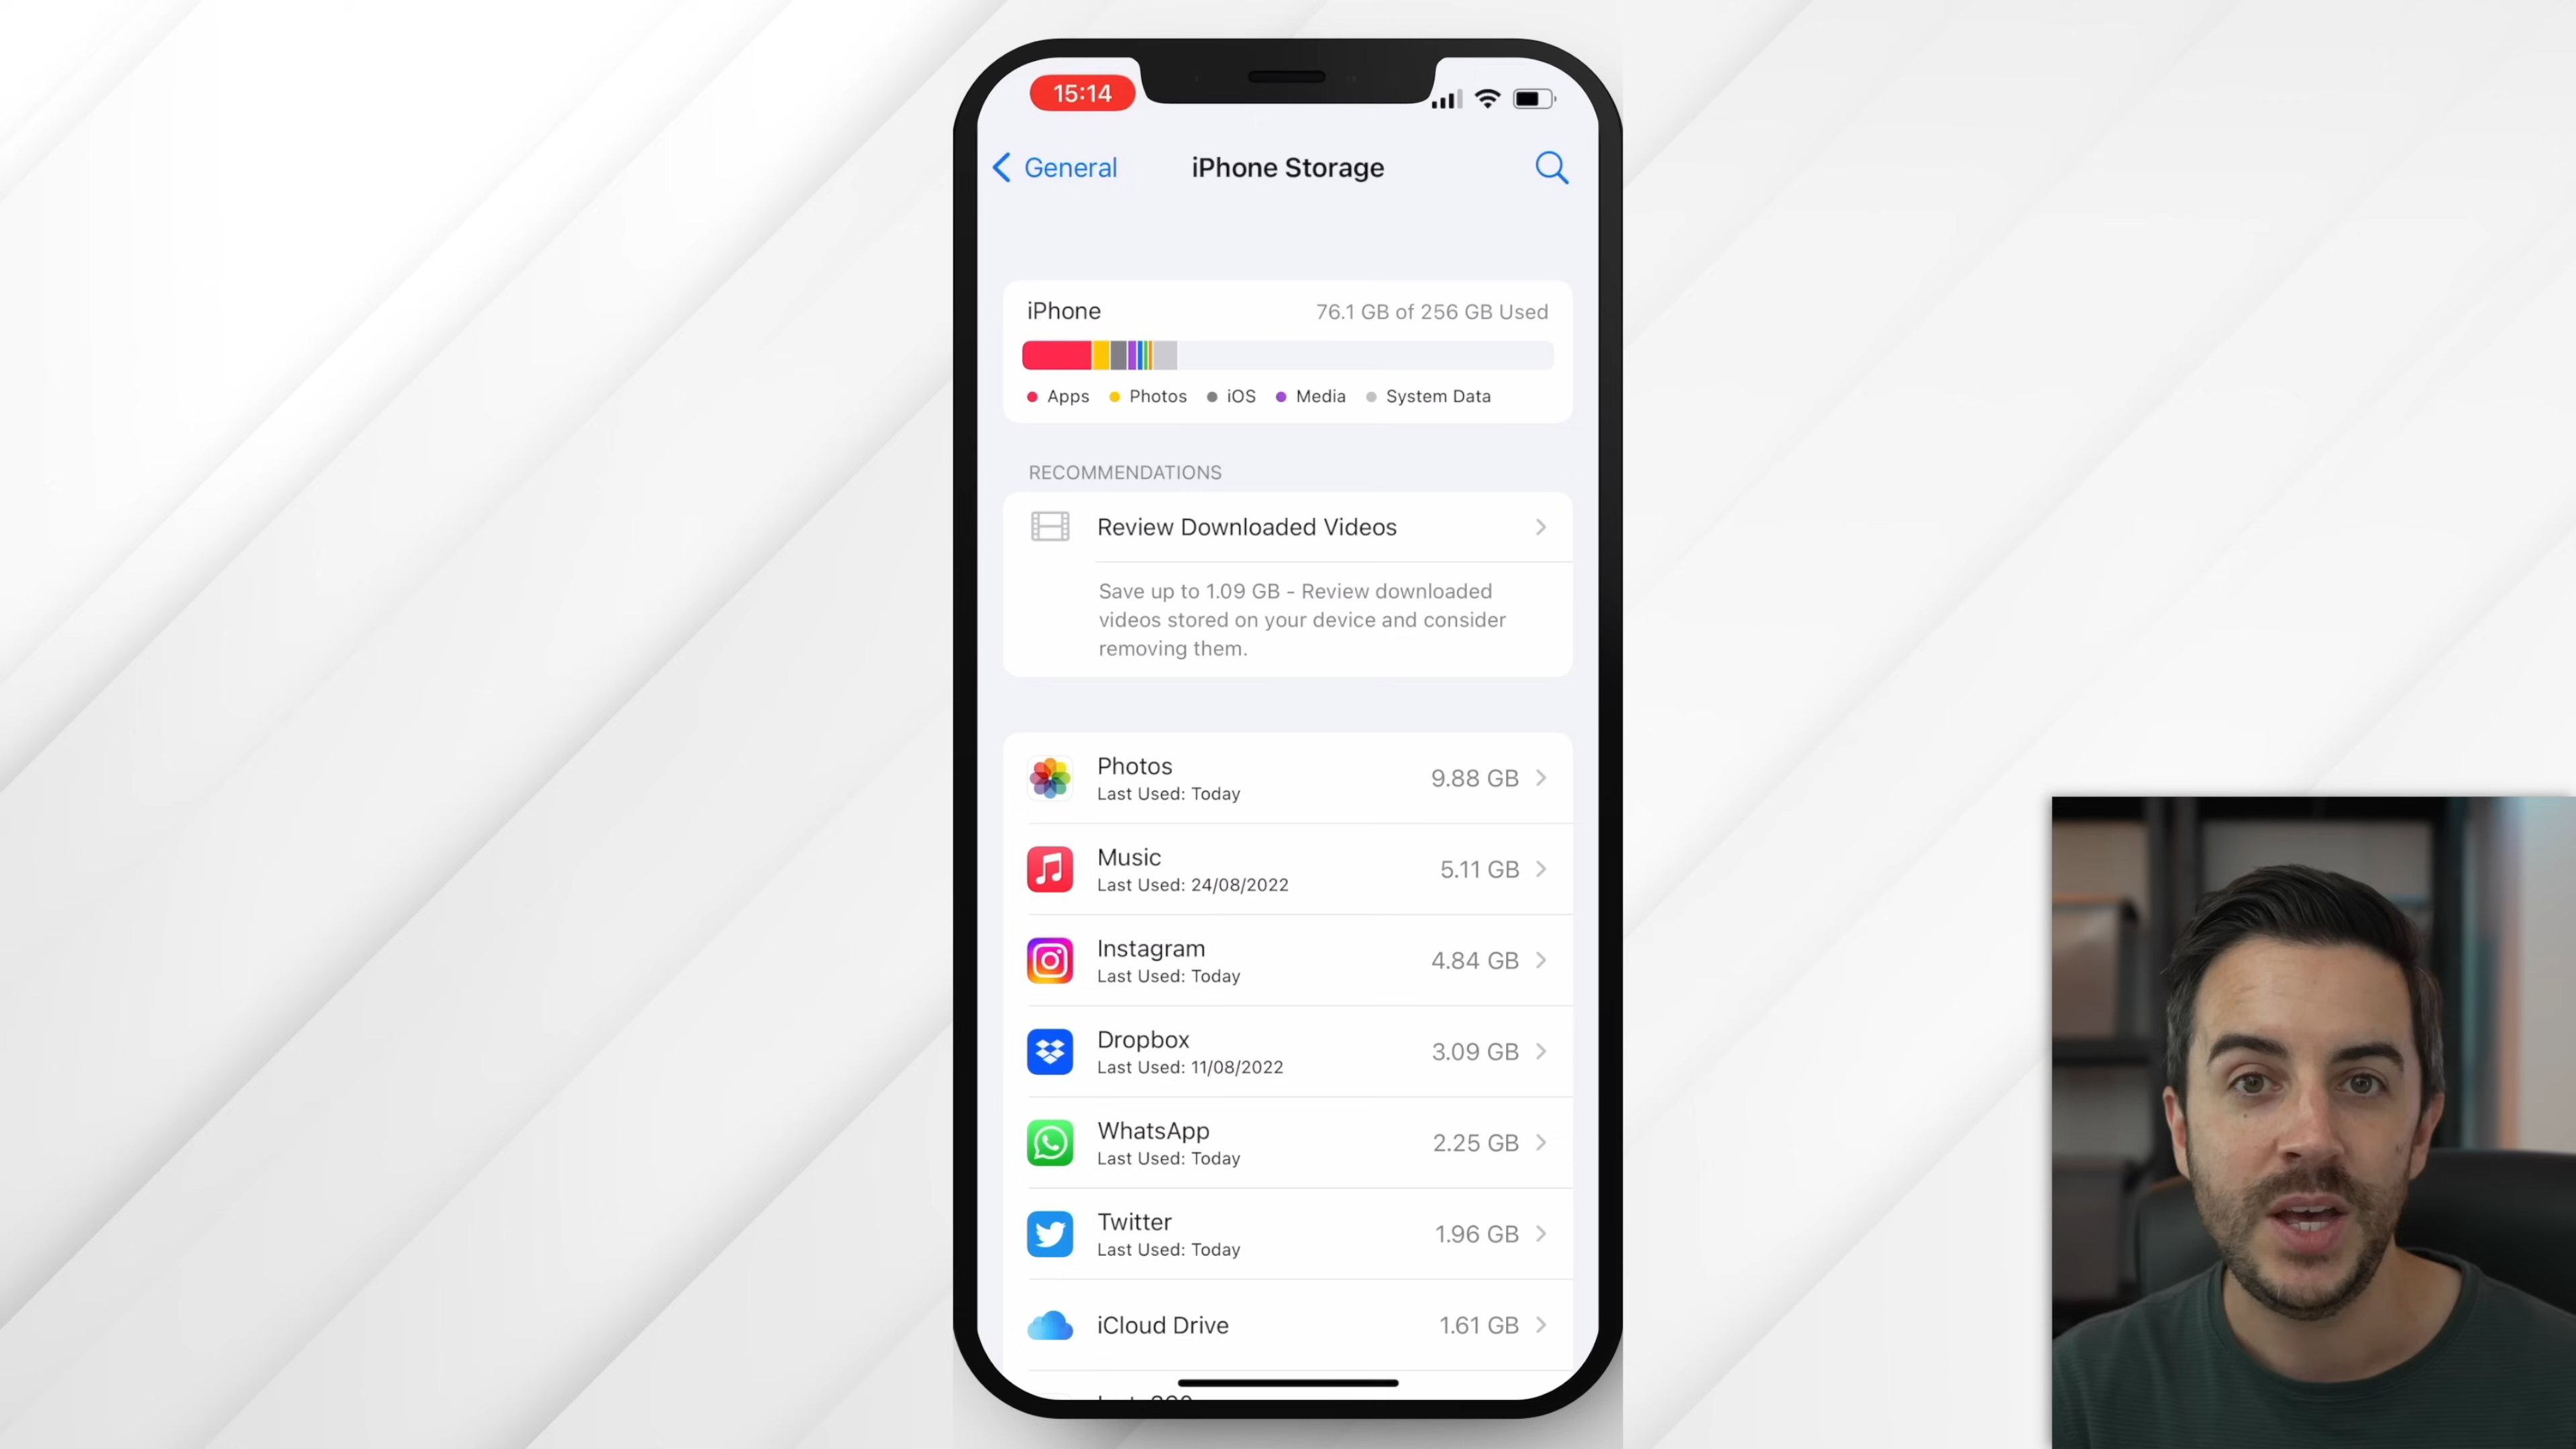 15:14
General
iPhone Storage
iPhone
76.1 GB of 256 GB Used
Apps
Photos
iOS
Media
System Data
RECOMMENDATIONS
Review Downloaded Videos
Save up to 1.09 GB - Review downloaded
videos stored on your device and consider
removing them.
Photos
9.88 GB
Last Used: Today
Music
5.11 GB
Last Used: 24/08/2022
Instagram
4.84 GB
Last Used: Today
Dropbox
3.09 GB
Last Used: 11/08/2022
WhatsApp
2.25 GB
Last Used: Today
Twitter
1.96 GB
Last Used: Today
iCloud Drive
1.61 GB